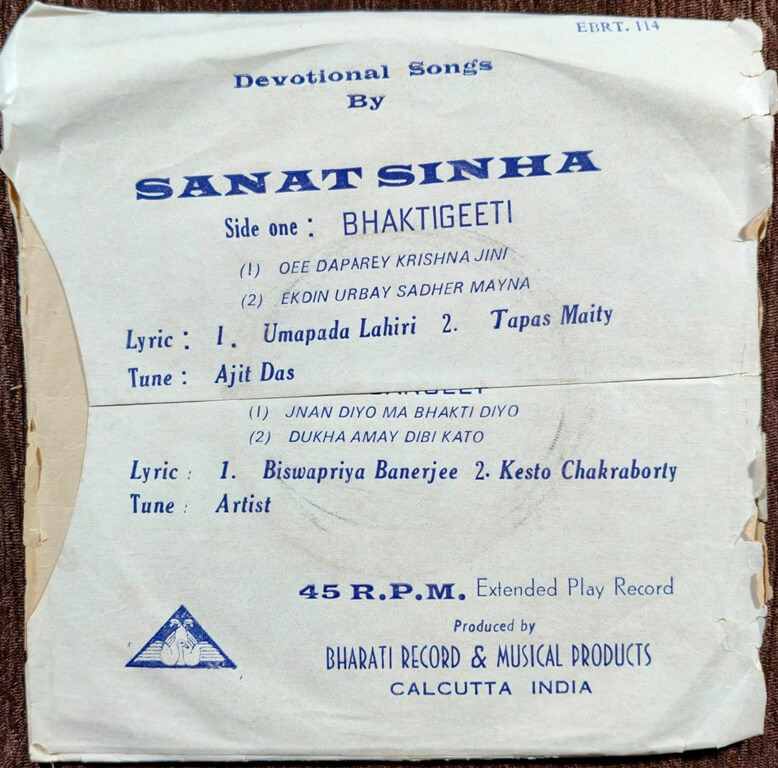 EBRT. 114
Devotional Songs
By
SANAT SINHA
Side one : BHAKTIGEETI
(1) OEE DAPAREY KRISHNA JINI
(2) EKDIN URBAY SADHER MAYNA
Lyric : 1. Umapada Lahiri 2. Tapas Maity
Tune : Ajit Das
(1) JNAN DIYO MA BHAKTI DIYO
(2) DUKHA AMAY DIBI KATO
Lyric : 1. Biswapriya Banerjee 2. Kesto Chakraborty
Tune : Artist
45 R.P.M. Extended Play Record
Produced by
BHARATI RECORD & MUSICAL PRODUCTS
CALCUTTA INDIA